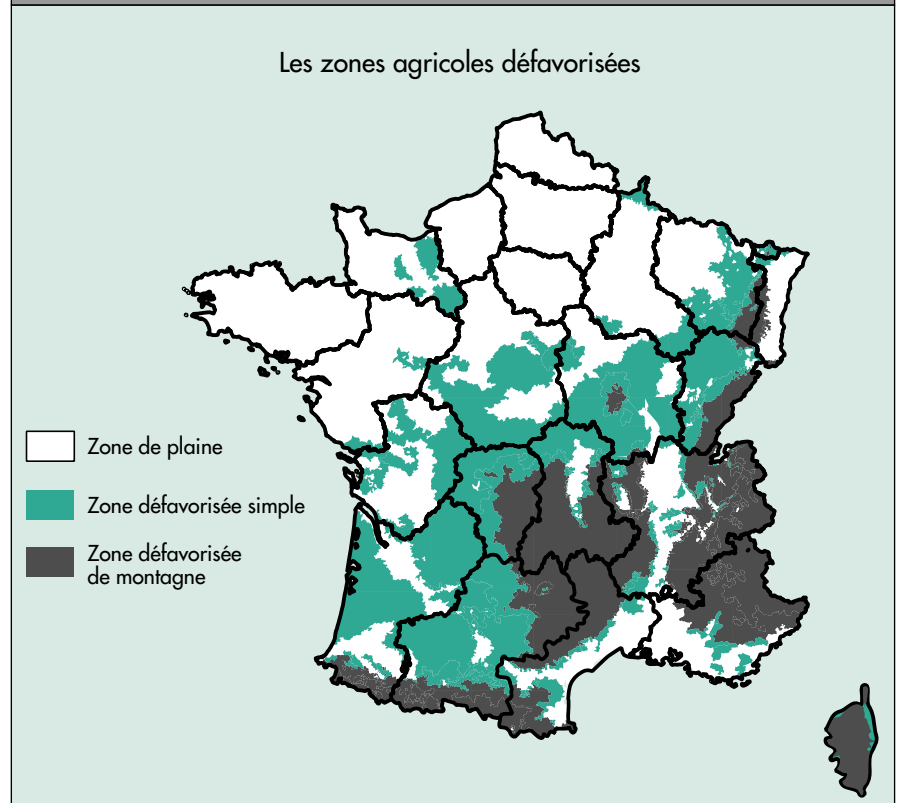 Les zones agricoles défavorisées
Zone de plaine
Zone défavorisée simple
Zone défavorisée
de montagne